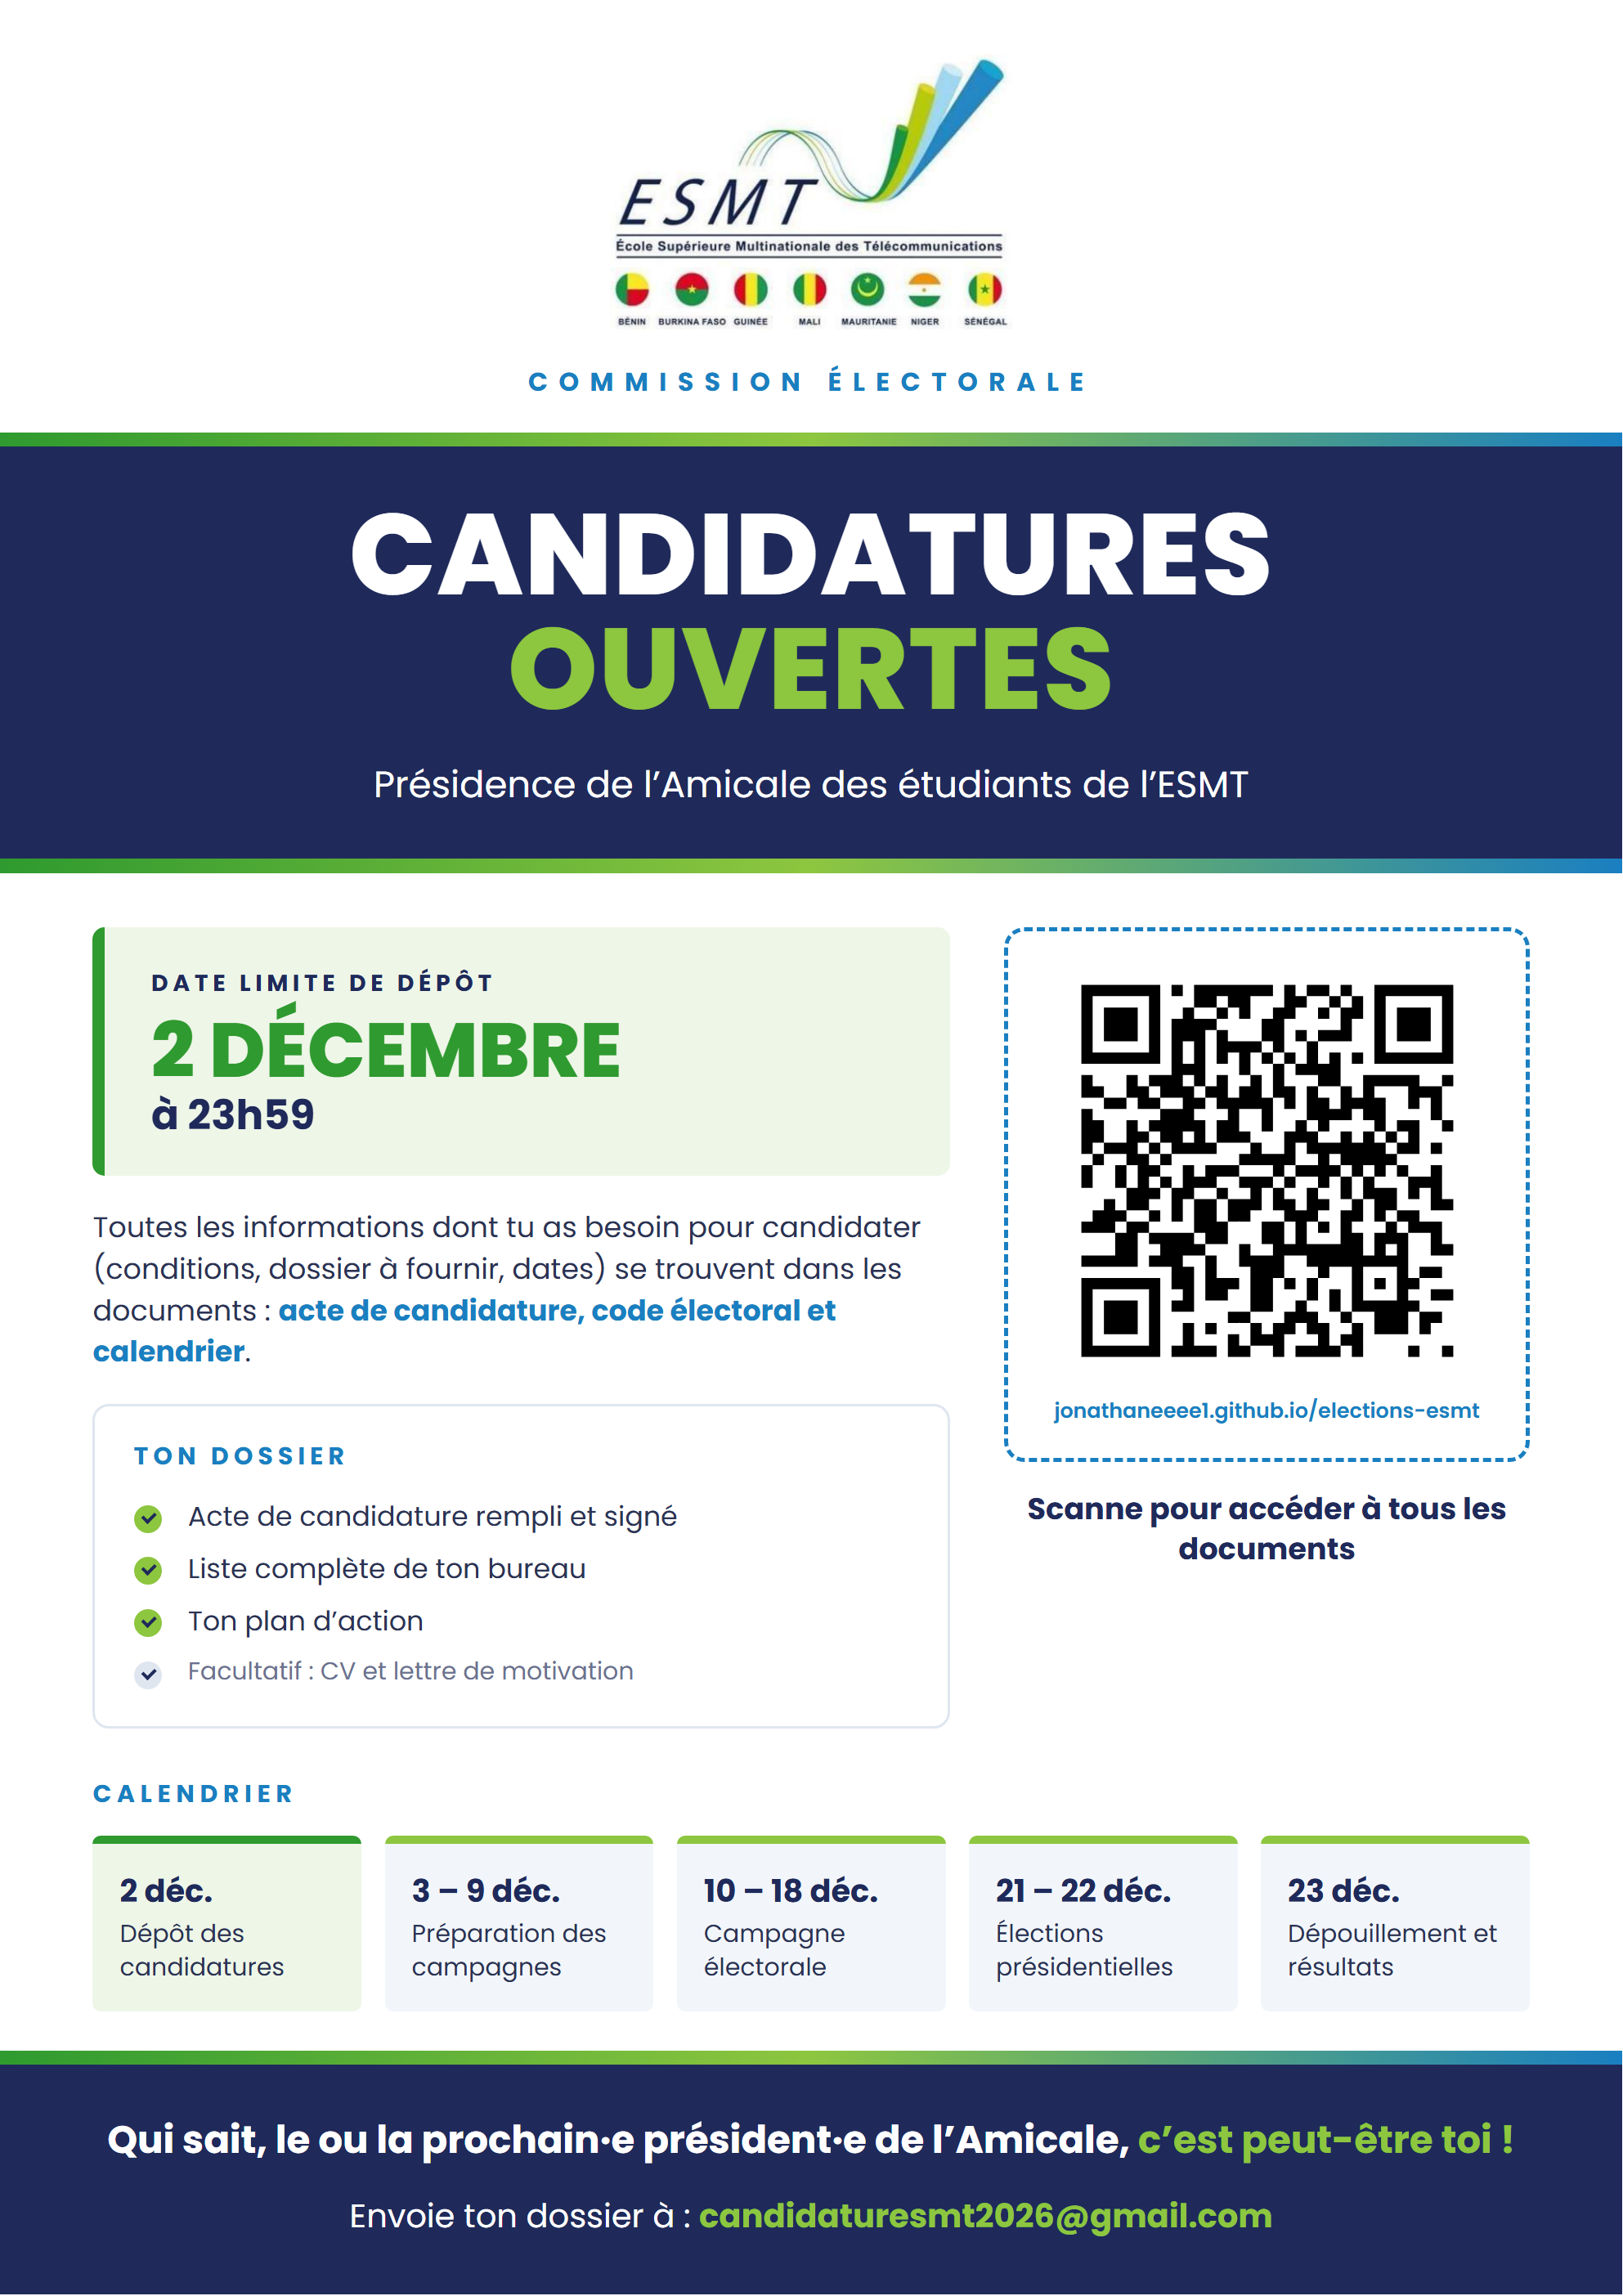 ESMT
École Supérieure Multinationale des Télécommunications
BÉNIN BURKINA FASO GUINÉE MALI MAURITANIE NIGER SÉNÉGAL
COMMISSION ÉLECTORALE
CANDIDATURES
OUVERTES
Présidence de l’Amicale des étudiants de l’ESMT
DATE LIMITE DE DÉPÔT
2 DÉCEMBRE
à 23h59
Toutes les informations dont tu as besoin pour candidater
(conditions, dossier à fournir, dates) se trouvent dans les
documents : acte de candidature, code électoral et
calendrier.
TON DOSSIER
Acte de candidature rempli et signé
Liste complète de ton bureau
Ton plan d’action
Facultatif : CV et lettre de motivation
jonathaneeee1.github.io/elections-esmt
Scanne pour accéder à tous les
documents
CALENDRIER
2 déc.
Dépôt des
candidatures
3 – 9 déc.
Préparation des
campagnes
10 – 18 déc.
Campagne
électorale
21 – 22 déc.
Élections
présidentielles
23 déc.
Dépouillement et
résultats
Qui sait, le ou la prochain·e président·e de l’Amicale, c’est peut-être toi !
Envoie ton dossier à : candidaturesmt2026@gmail.com